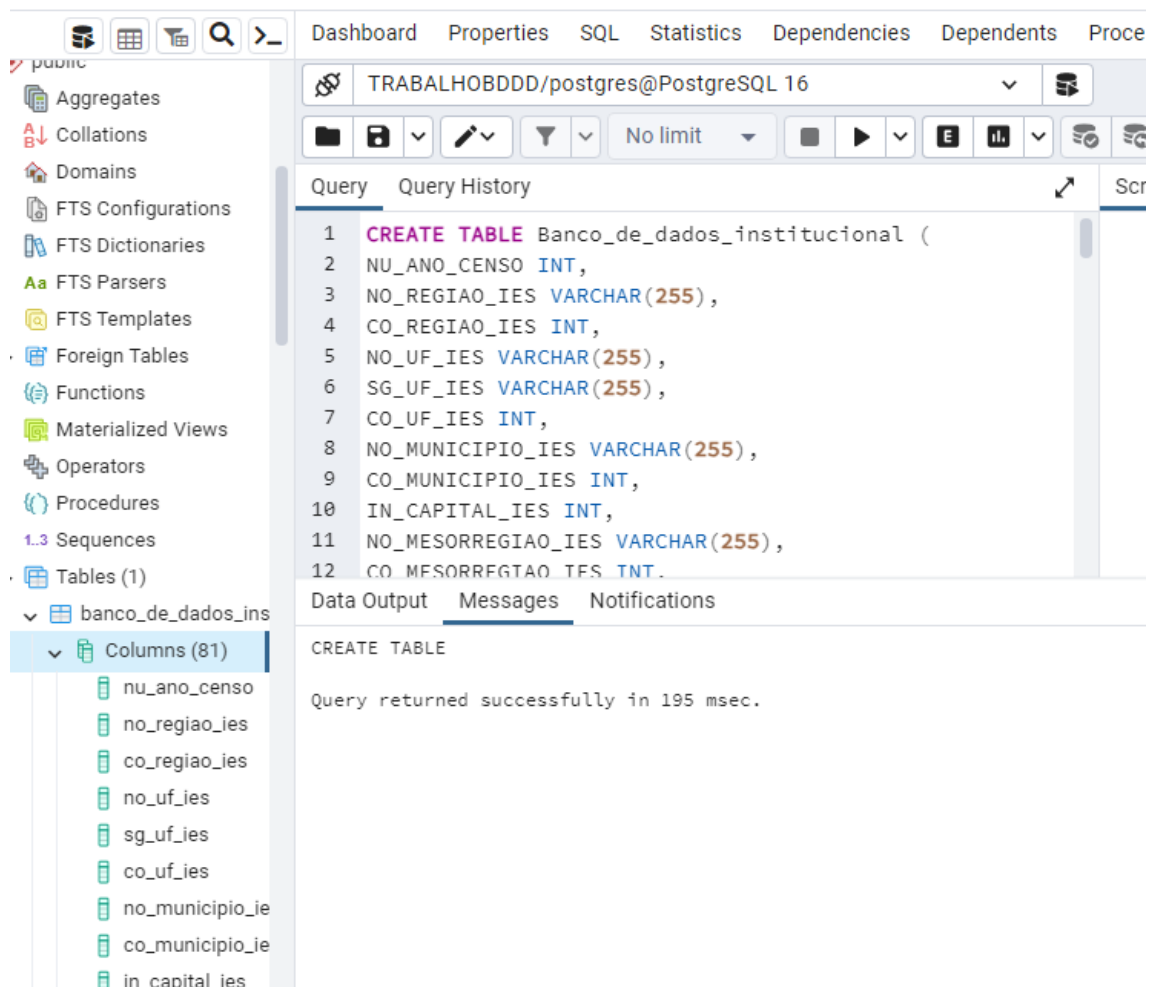 Dashboard Properties SQL Statistics Dependencies Dependents Proce
public
Aggregates
Collations
Domains
FTS Configurations
FTS Dictionaries
Aa FTS Parsers
FTS Templates
Foreign Tables
Functions
Materialized Views
Operators
Procedures
1..3 Sequences
Tables (1)
banco_de_dados_ins
Columns (81)
nu_ano_censo
no_regiao_ies
co_regiao_ies
no_uf_ies
sg_uf_ies
co_uf_ies
no_municipio_ie
co_municipio_ie
in_capital_ies
TRABALHOBDDD/postgres@PostgreSQL 16
No limit
E
Query Query History
Scr
1 CREATE TABLE Banco_de_dados_institucional (
2 NU_ANO_CENSO INT,
3 NO_REGIAO_IES VARCHAR(255),
4 CO_REGIAO_IES INT,
5 NO_UF_IES VARCHAR(255),
6 SG_UF_IES VARCHAR(255),
7 CO_UF_IES INT,
8 NO_MUNICIPIO_IES VARCHAR(255),
9 CO_MUNICIPIO_IES INT,
10 IN_CAPITAL_IES INT,
11 NO_MESORREGIAO_IES VARCHAR(255),
12 CO_MESORREGIAO_IES INT,
Data Output Messages Notifications
CREATE TABLE
Query returned successfully in 195 msec.